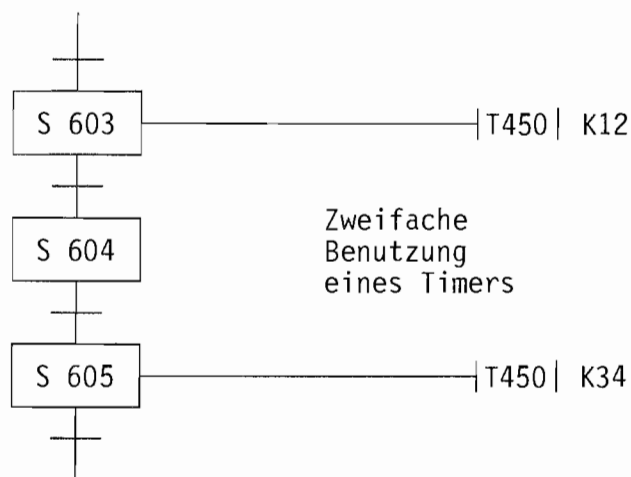 S 603
T450 K12
S 604
Zweifache
Benutzung
eines Timers
S 605
T450 K34